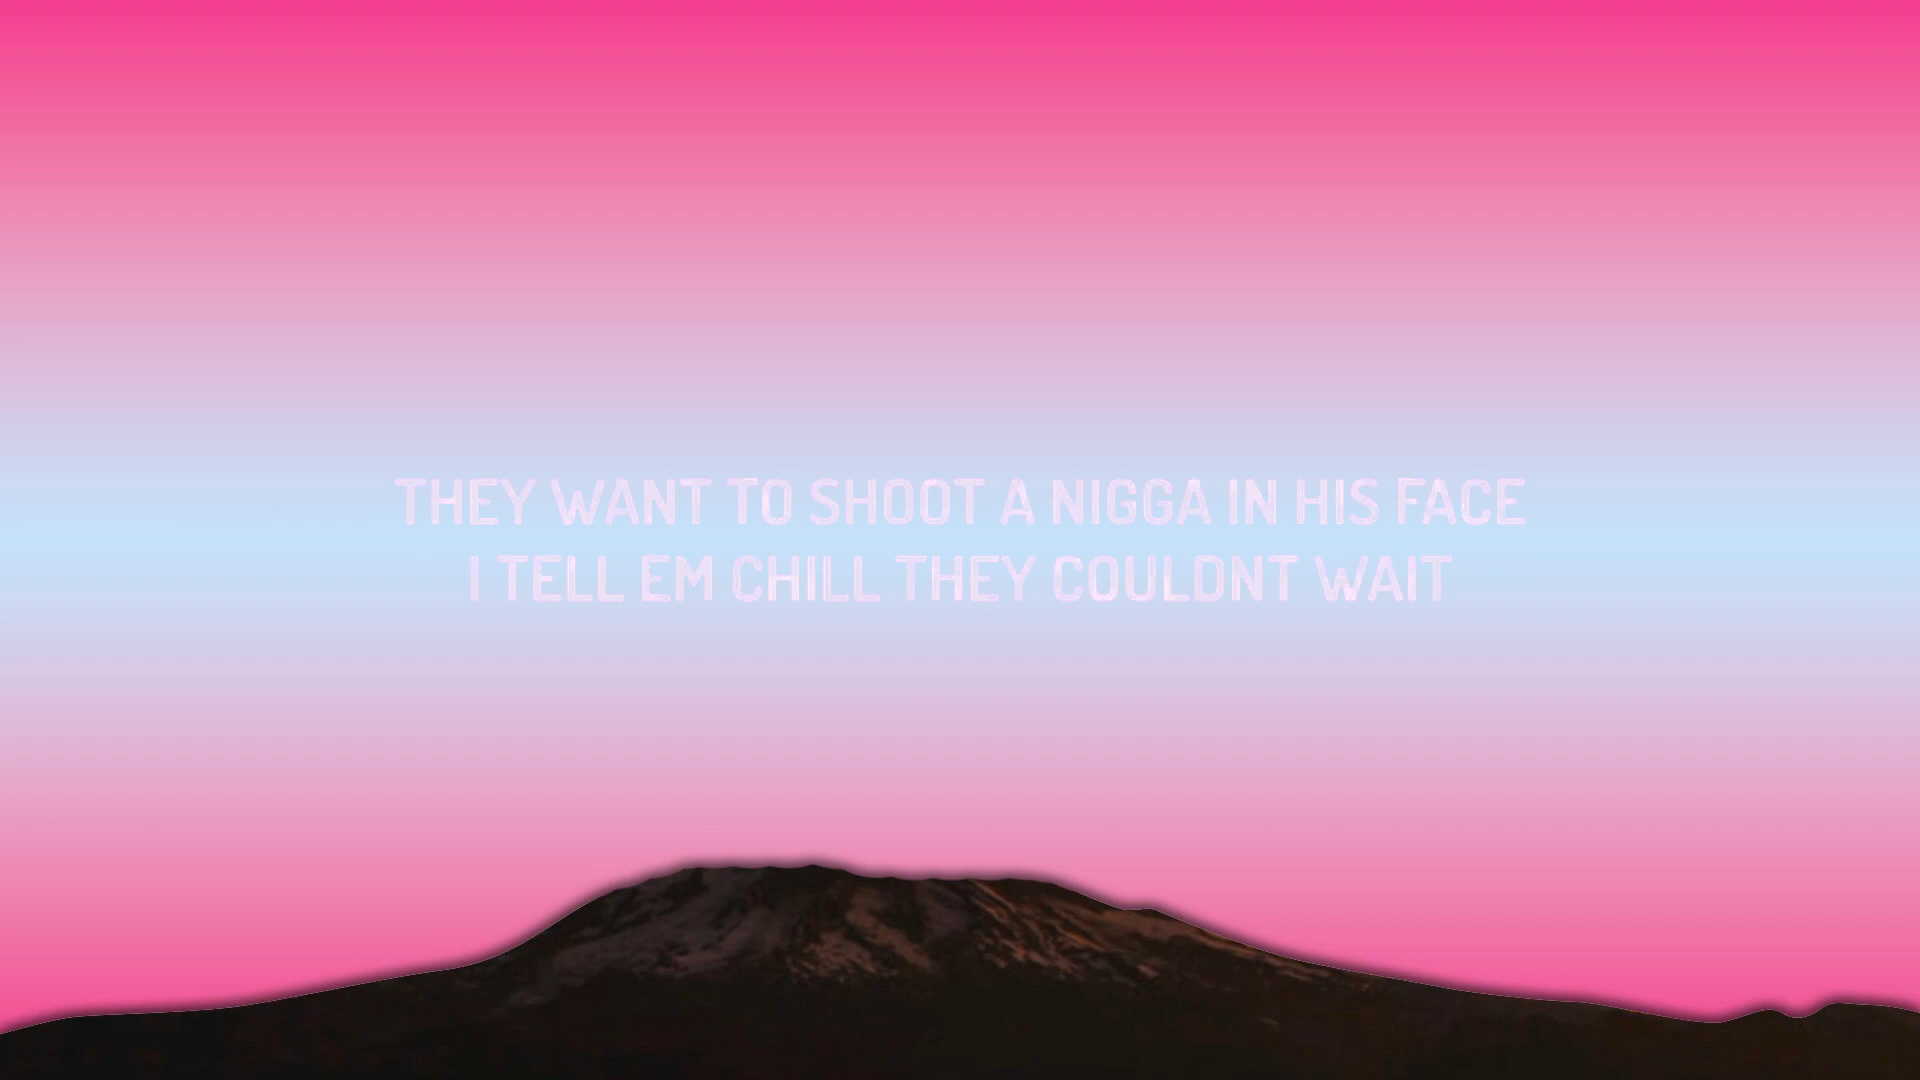 THEY WANT TO SHOOT A NIGGA IN HIS FACE
I TELL EM CHILL THEY COULDNT WAIT